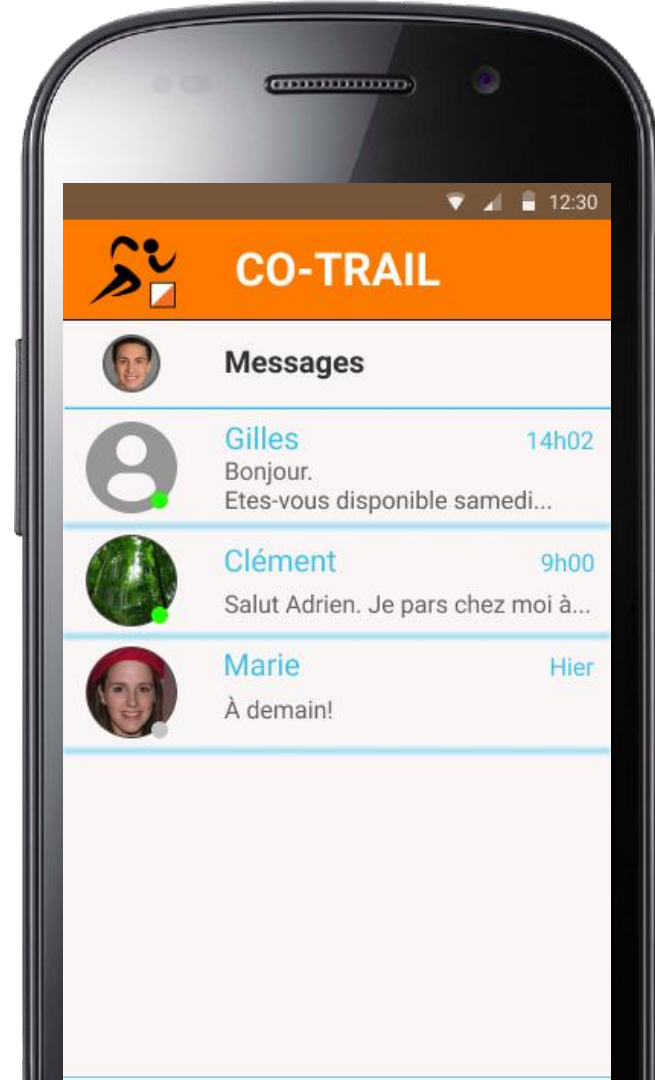 12:30
CO-TRAIL
Messages
Gilles 14h02
Bonjour.
Etes-vous disponible samedi...
Clément 9h00
Salut Adrien. Je pars chez moi à...
Marie Hier
À demain!